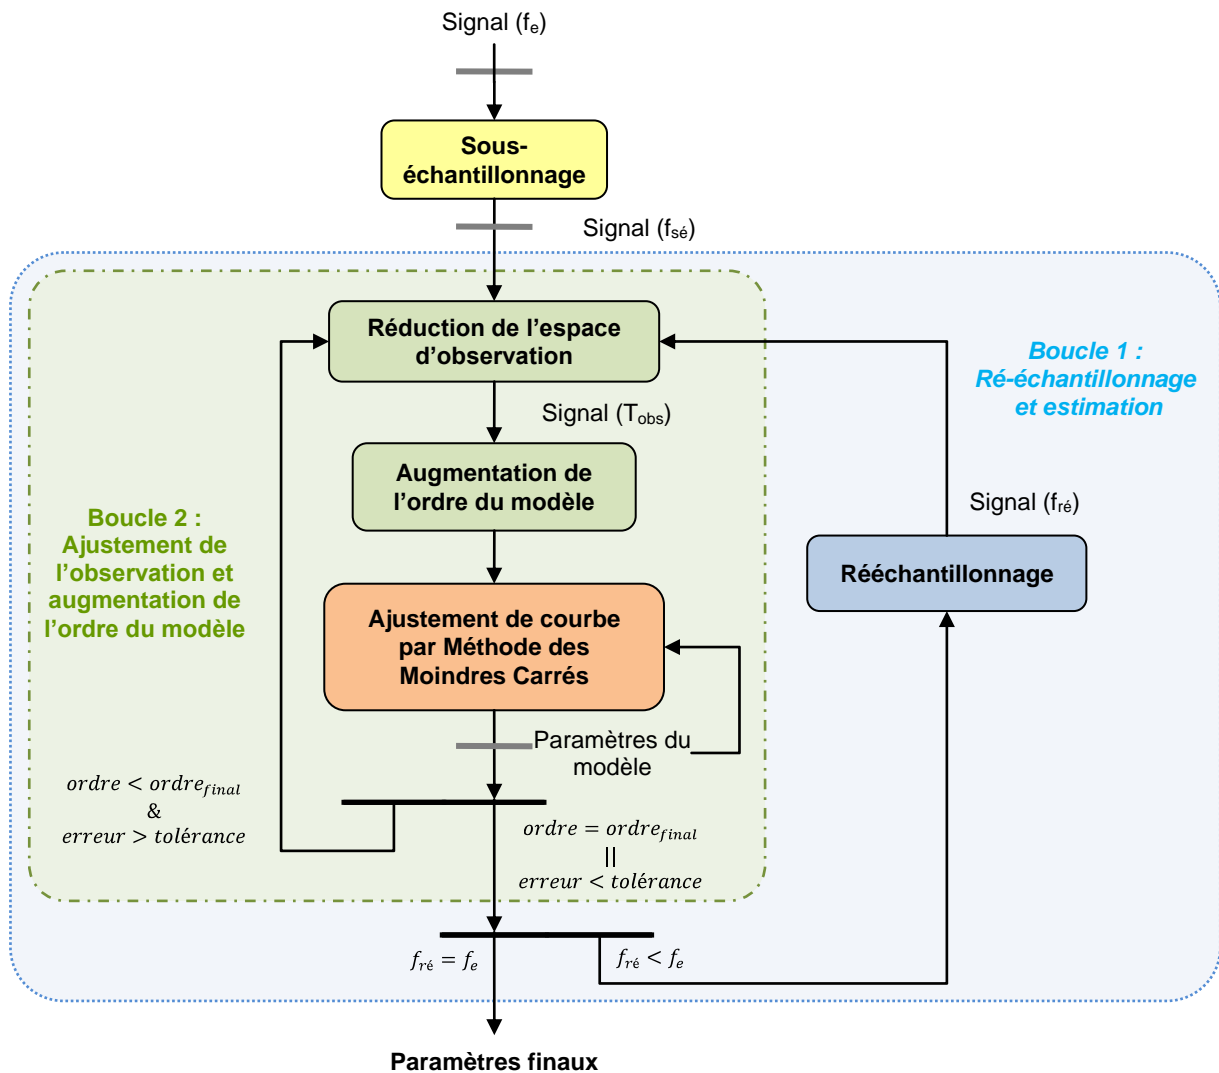 Signal (fe)
Sous-
échantillonnage
Signal (fsé)
Réduction de l’espace
d’observation
Boucle 1 :
Ré-échantillonnage
et estimation
Signal (Tobs)
Augmentation de
l’ordre du modèle
Signal (fré)
Boucle 2 :
Ajustement de
l’observation et
augmentation de
l’ordre du modèle
Rééchantillonnage
Ajustement de courbe
par Méthode des
Moindres Carrés
Paramètres du
modèle
ordre < ordrefinal
&
erreur > tolérance
ordre = ordrefinal
||
erreur < tolérance
fré = fe
fré < fe
Paramètres finaux